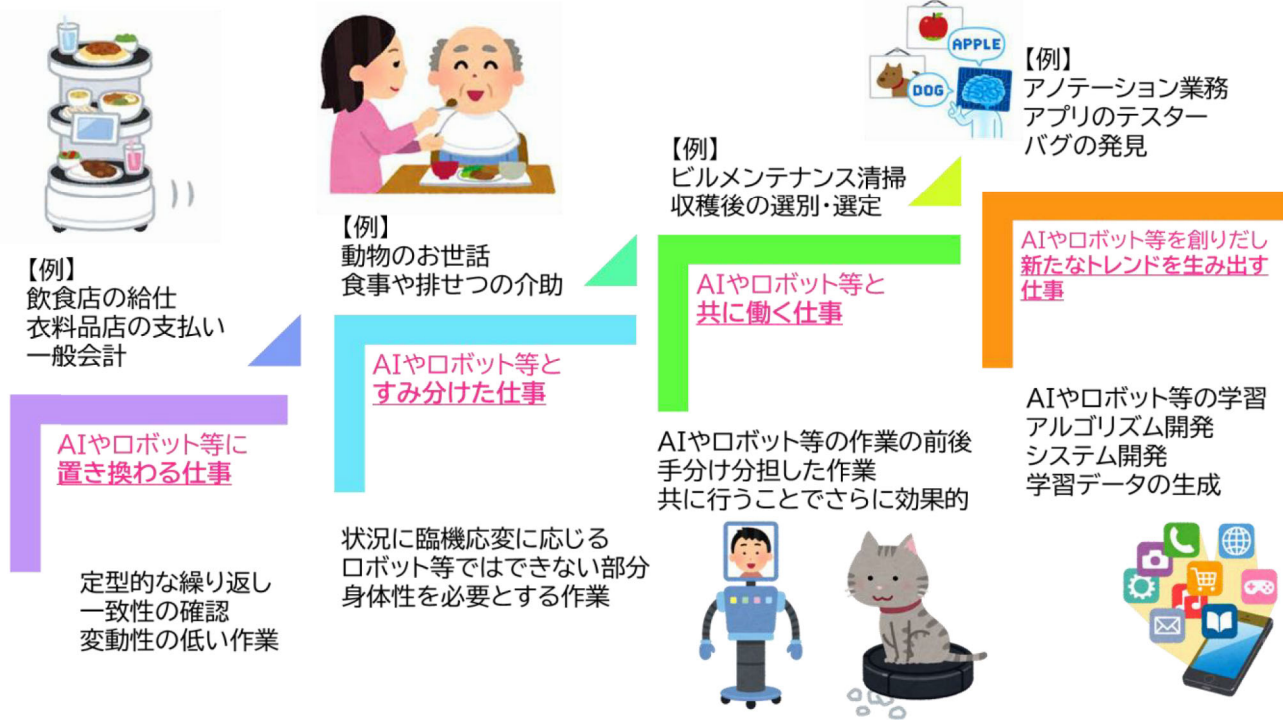 【例】
飲食店の給仕
衣料品店の支払い
一般会計
AIやロボット等に
置き換わる仕事
定型的な繰り返し
一致性の確認
変動性の低い作業
【例】
動物のお世話
食事や排せつの介助
AIやロボット等と
すみ分けた仕事
状況に臨機応変に応じる
ロボット等ではできない部分
身体性を必要とする作業
【例】
ビルメンテナンス清掃
収穫後の選別・選定
AIやロボット等と
共に働く仕事
AIやロボット等の作業の前後
手分け分担した作業
共に行うことでさらに効果的
APPLE
DOG
【例】
アノテーション業務
アプリのテスター
バグの発見
AIやロボット等を創りだし
新たなトレンドを生み出す
仕事
AIやロボット等の学習
アルゴリズム開発
システム開発
学習データの生成